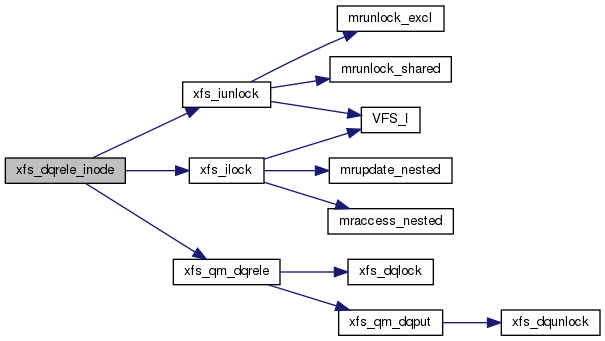 mrunlock_excl
mrunlock_shared
xfs_iunlock
VFS_I
xfs_dqrele_inode
xfs_ilock
mrupdate_nested
mraccess_nested
xfs_qm_dqrele
xfs_dqlock
xfs_qm_dqput
xfs_dqunlock